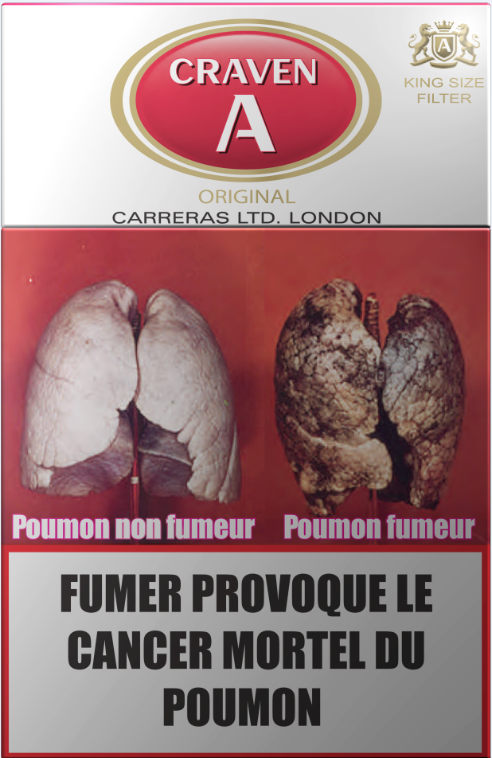 CRAVEN
A
A
KING SIZE
FILTER
ORIGINAL
CARRERAS LTD. LONDON
Poumon non fumeur Poumon fumeur
FUMER PROVOQUE LE
CANCER MORTEL DU
POUMON